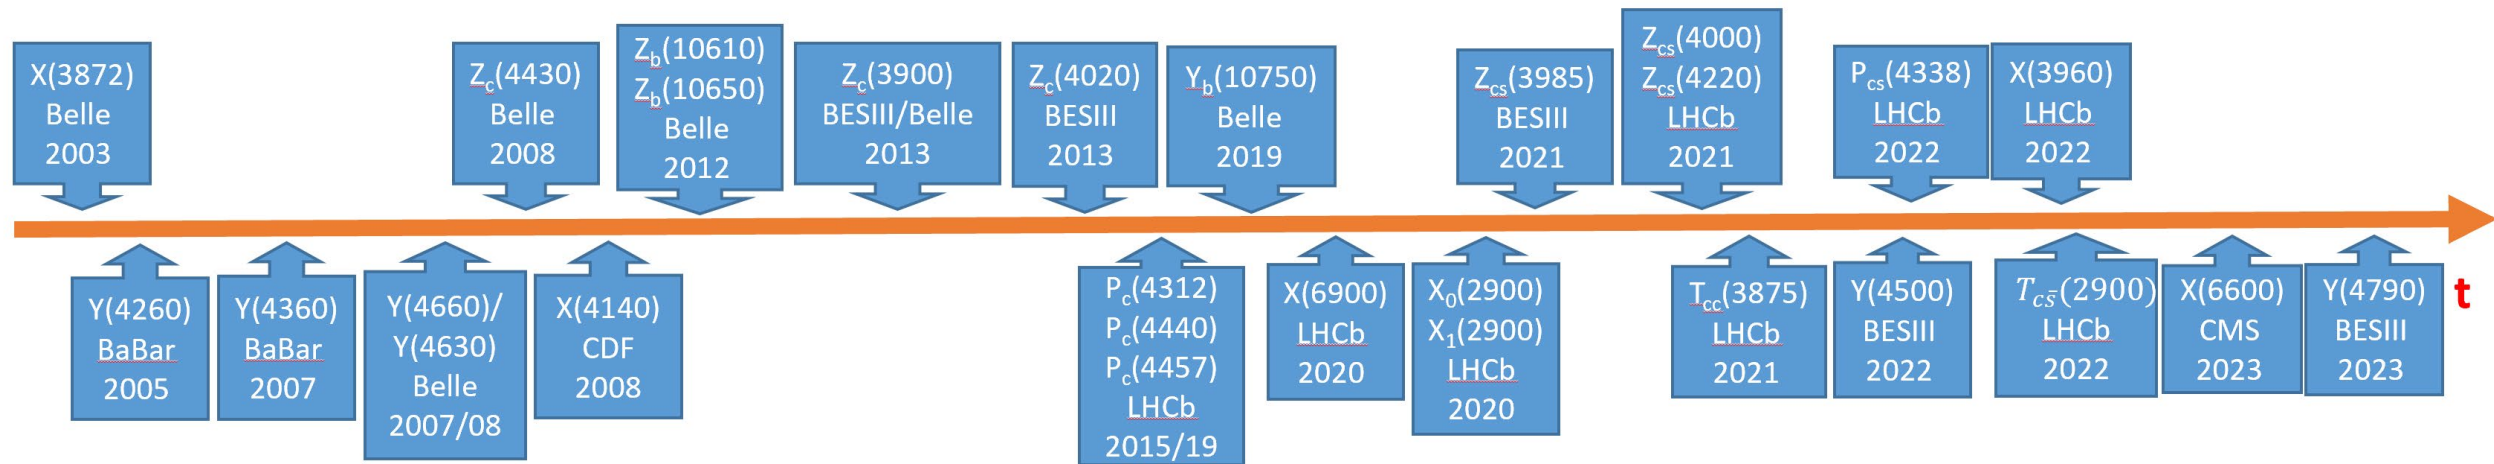 X(3872)
Belle
2003
Z_c(4430)
Belle
2008
Z_b(10610)
Z_b(10650)
Belle
2012
Z_c(3900)
BESIII/Belle
2013
Z_c(4020)
BESIII
2013
Y_b(10750)
Belle
2019
Z_cs(3985)
BESIII
2021
Z_cs(4000)
Z_cs(4220)
LHCb
2021
P_cs(4338)
LHCb
2022
X(3960)
LHCb
2022
Y(4260)
BaBar
2005
Y(4360)
BaBar
2007
Y(4660)/
Y(4630)
Belle
2007/08
X(4140)
CDF
2008
P_c(4312)
P_c(4440)
P_c(4457)
LHCb
2015/19
X(6900)
LHCb
2020
X_0(2900)
X_1(2900)
LHCb
2020
T_cc(3875)
LHCb
2021
Y(4500)
BESIII
2022
T_cs̄(2900)
LHCb
2022
X(6600)
CMS
2023
Y(4790)
BESIII
2023
t